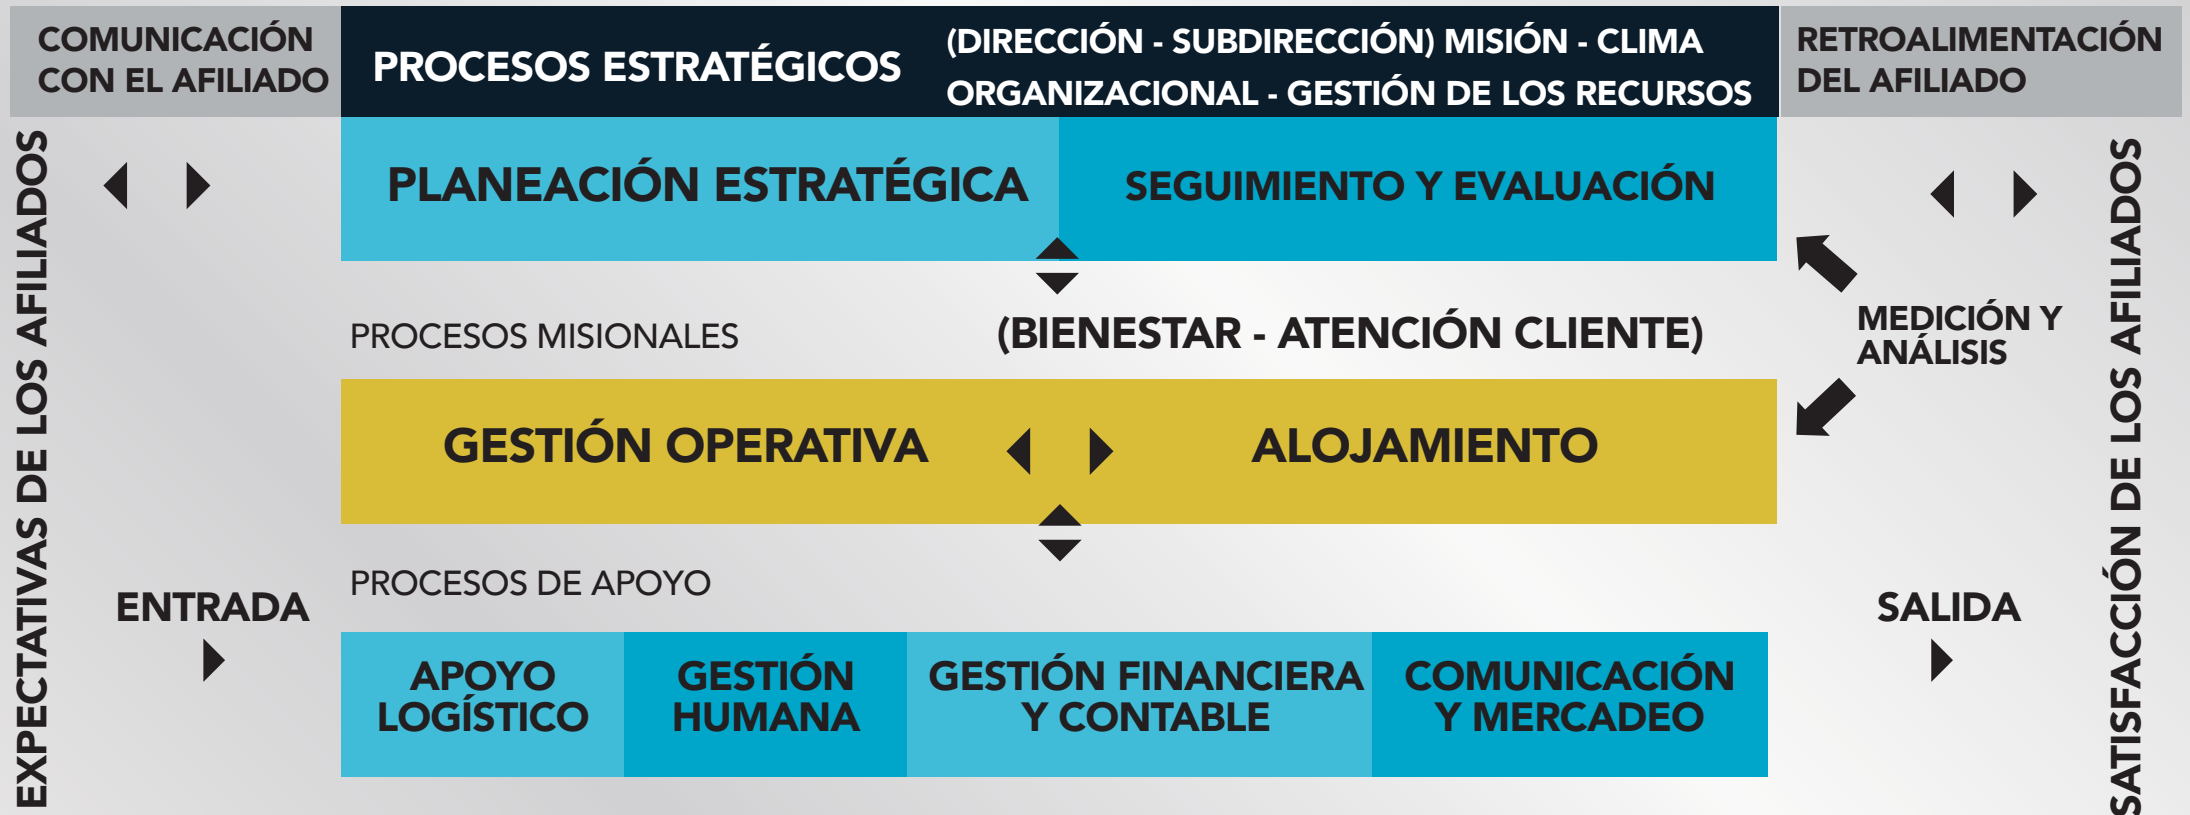 COMUNICACIÓN
CON EL AFILIADO
PROCESOS ESTRATÉGICOS
(DIRECCIÓN - SUBDIRECCIÓN) MISIÓN - CLIMA
ORGANIZACIONAL - GESTIÓN DE LOS RECURSOS
RETROALIMENTACIÓN
DEL AFILIADO
EXPECTATIVAS DE LOS AFILIADOS
PLANEACIÓN ESTRATÉGICA
SEGUIMIENTO Y EVALUACIÓN
PROCESOS MISIONALES
(BIENESTAR - ATENCIÓN CLIENTE)
MEDICIÓN Y
ANÁLISIS
GESTIÓN OPERATIVA
ALOJAMIENTO
PROCESOS DE APOYO
ENTRADA
SALIDA
APOYO
LOGÍSTICO
GESTIÓN
HUMANA
GESTIÓN FINANCIERA
Y CONTABLE
COMUNICACIÓN
Y MERCADEO
SATISFACCIÓN DE LOS AFILIADOS